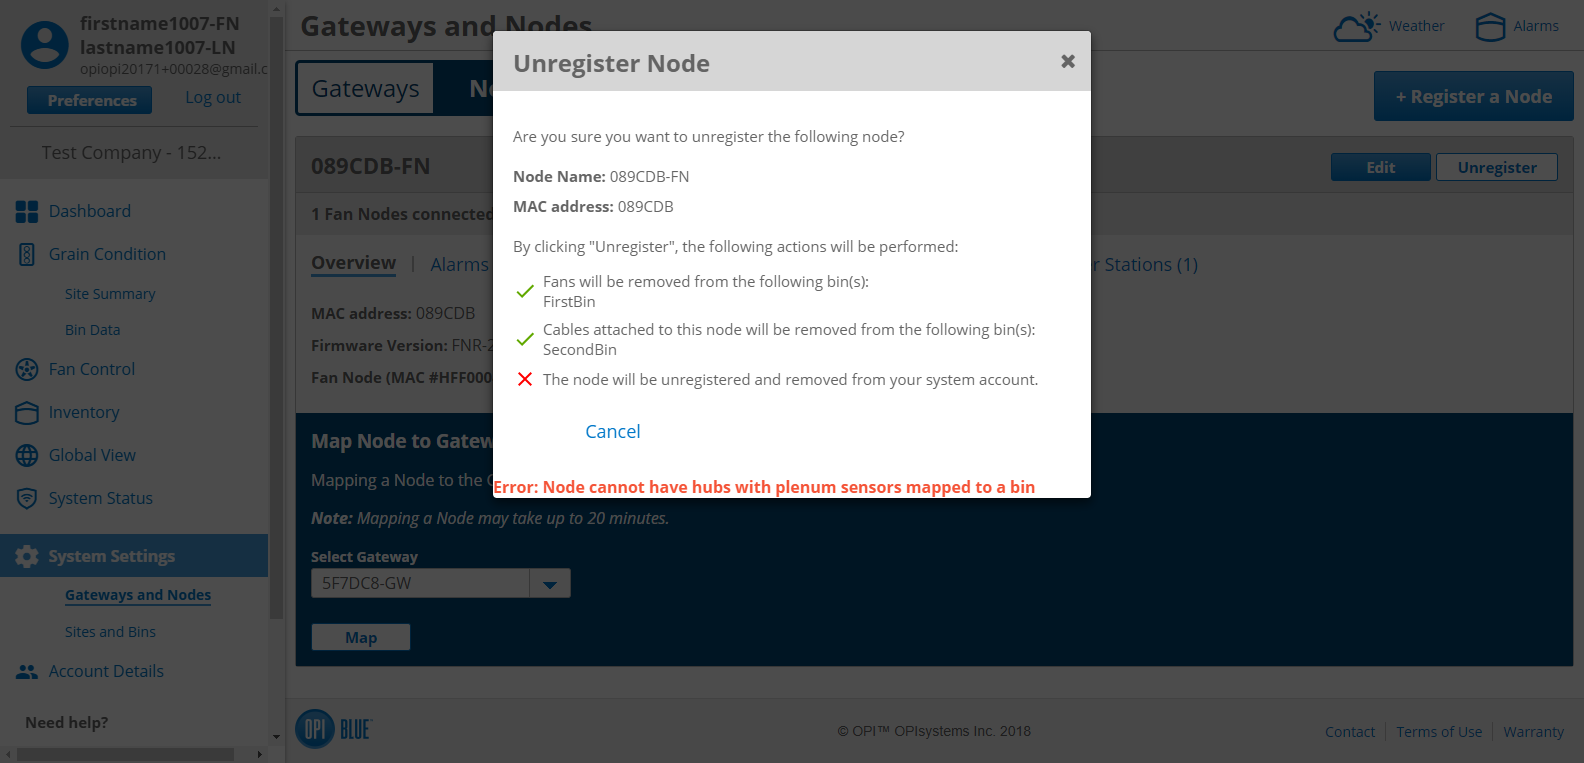 firstname1007-FN
lastname1007-LN
opiopi20171+00028@gmail.c
Preferences
Log out
Test Company - 152...
Dashboard
Grain Condition
Site Summary
Bin Data
Fan Control
Inventory
Global View
System Status
System Settings
Gateways and Nodes
Sites and Bins
Account Details
Need help?
Gateways and Nodes
Weather
Alarms
Gateways
+ Register a Node
089CDB-FN
Edit
Unregister
1 Fan Nodes connected
Overview | Alarms
Stations (1)
MAC address: 089CDB
Firmware Version:
Fan Node (MAC
Map Node to
Mapping a Node to the
Note: Mapping a Node may take up to 20 minutes.
Select Gateway
5F7DC8-GW
Map
Unregister Node
Are you sure you want to unregister the following node?
Node Name: 089CDB-FN
MAC address: 089CDB
By clicking "Unregister", the following actions will be performed:
Fans will be removed from the following bin(s):
FirstBin
Cables attached to this node will be removed from the following bin(s):
SecondBin
The node will be unregistered and removed from your system account.
Cancel
Error: Node cannot have hubs with plenum sensors mapped to a bin
OPI BLUE™
© OPI™ OPIsystems Inc. 2018
Contact
Terms of Use
Warranty